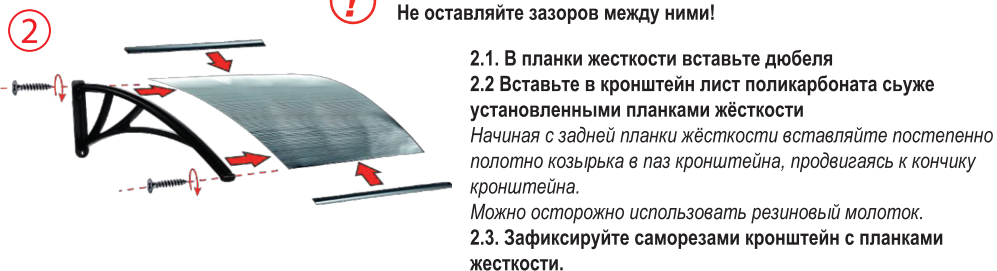 !
Не оставляйте зазоров между ними!
2
2.1. В планки жесткости вставьте дюбеля
2.2 Вставьте в кронштейн лист поликарбоната сьуже
установленными планками жёсткости
Начиная с задней планки жёсткости вставляйте постепенно
полотно козырька в паз кронштейна, продвигаясь к кончику
кронштейна.
Можно осторожно использовать резиновый молоток.
2.3. Зафиксируйте саморезами кронштейн с планками
жесткости.